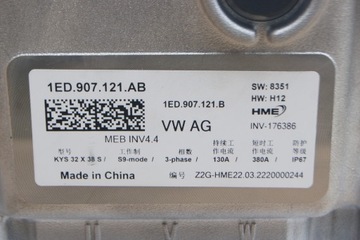 1ED.907.121.AB
SW: 8351
HW: H12
1ED.907.121.B
HME
MEB INV4.4
VW AG
INV-176386
型号 工作制 相数 持续工作电流 短时工作电流 防护等级
KYS 32 X 38 S / S9-mode / 3-phase / 130A / 380A / IP67
Made in China
编号 Z2G-HME22.03.2220000244